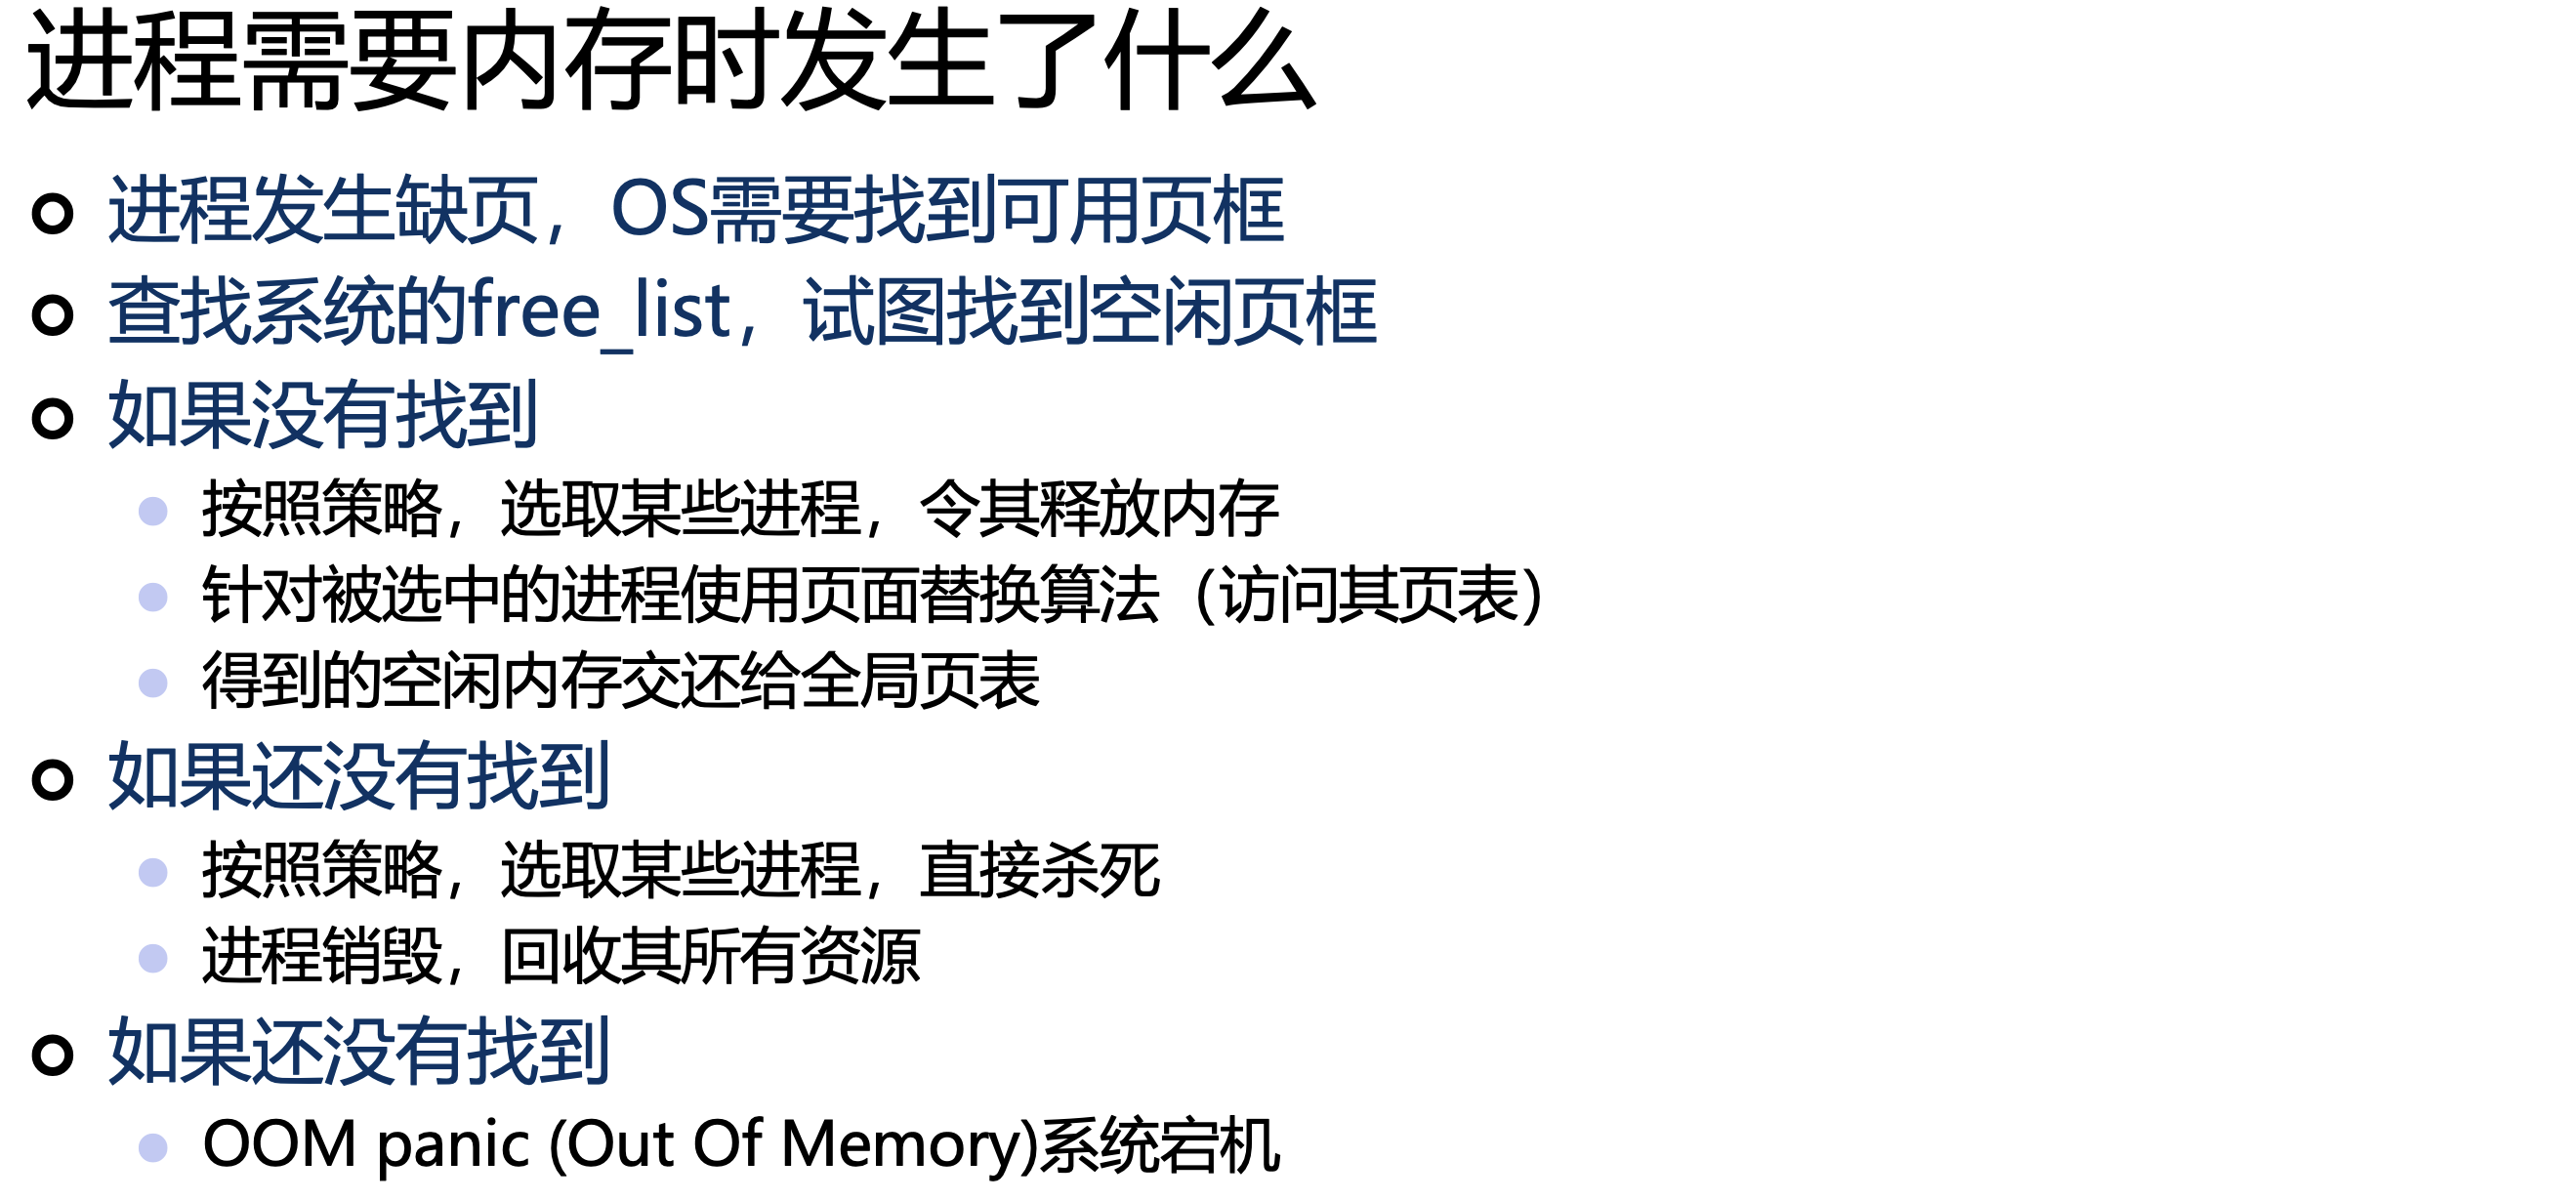 进程需要内存时发生了什么
进程发生缺页，OS需要找到可用页框
查找系统的free_list，试图找到空闲页框
如果没有找到
按照策略，选取某些进程，令其释放内存
针对被选中的进程使用页面替换算法（访问其页表）
得到的空闲内存交还给全局页表
如果还没有找到
按照策略，选取某些进程，直接杀死
进程销毁，回收其所有资源
如果还没有找到
OOM panic (Out Of Memory)系统宕机